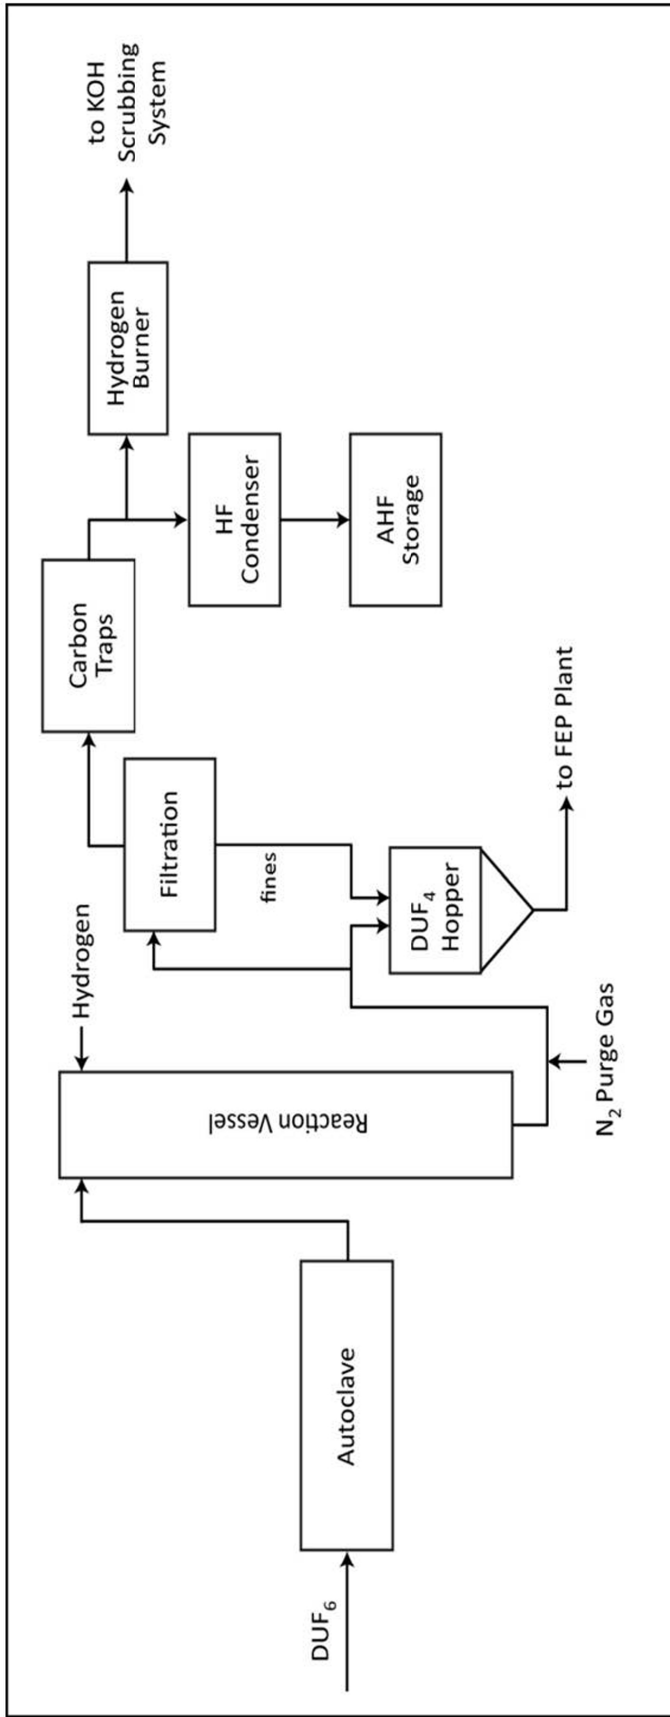 DUF₆
Autoclave
Reaction Vessel
Hydrogen
N₂ Purge Gas
Filtration
fines
DUF₄
Hopper
to FEP Plant
Carbon
Traps
HF
Condenser
AHF
Storage
Hydrogen
Burner
to KOH
Scrubbing
System